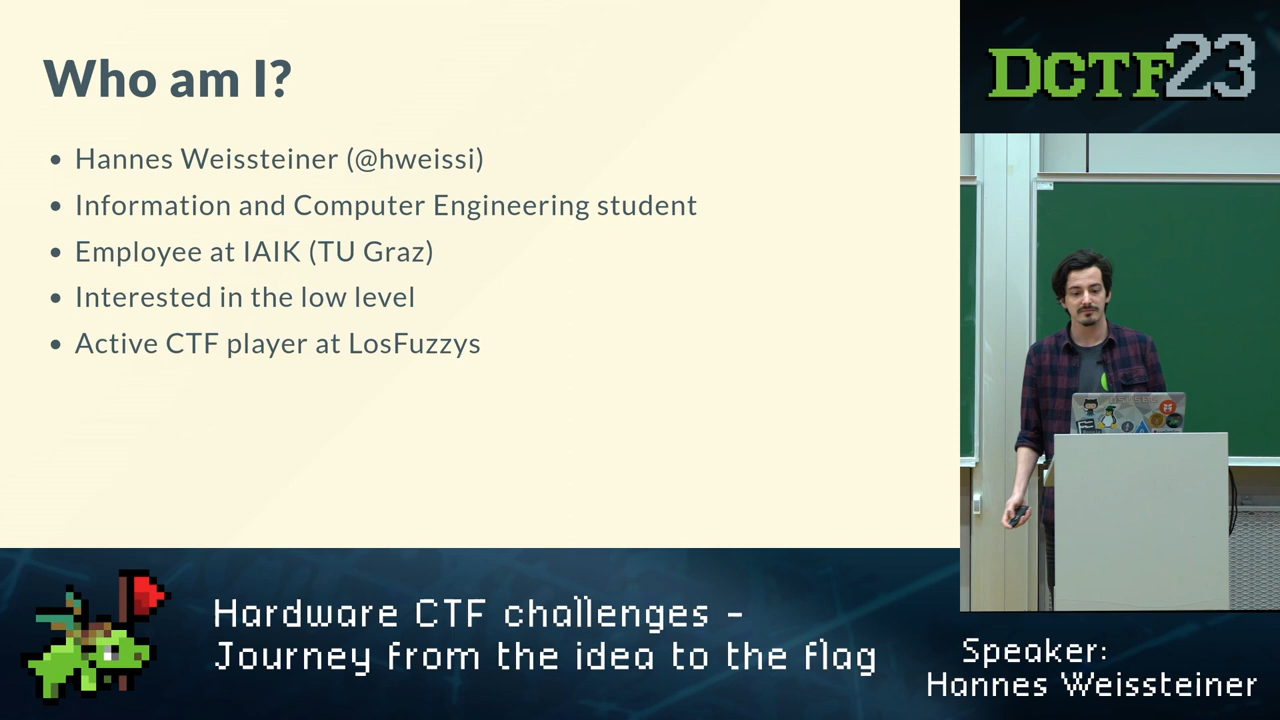 Who am I?
Hannes Weissteiner (@hweissi)
Information and Computer Engineering student
Employee at IAIK (TU Graz)
Interested in the low level
Active CTF player at LosFuzzys
DCTF23
Hardware CTF challenges -
Journey from the idea to the flag
Speaker:
Hannes Weissteiner